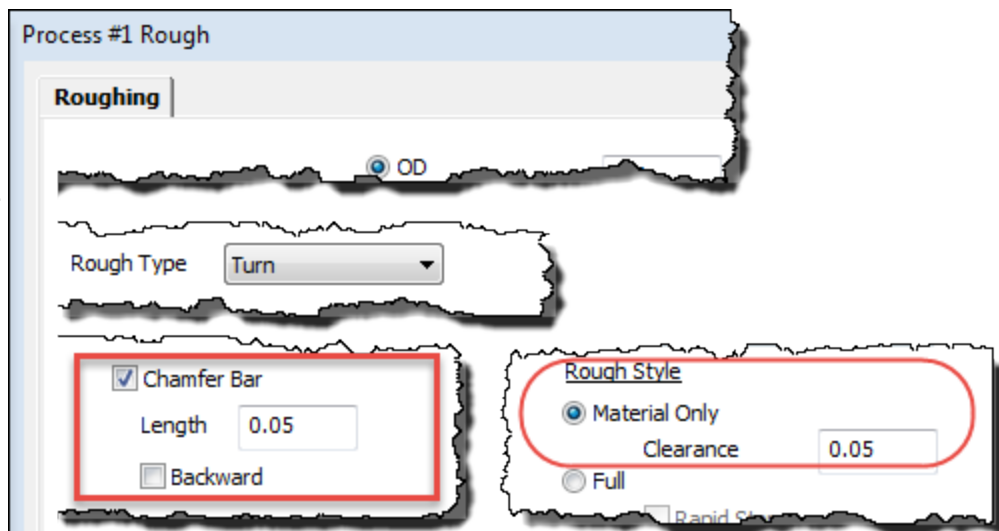 Process #1 Rough
Roughing
OD
Rough Type Turn
Chamfer Bar
Length 0.05
Backward
Rough Style
Material Only
Clearance 0.05
Full
Rapid